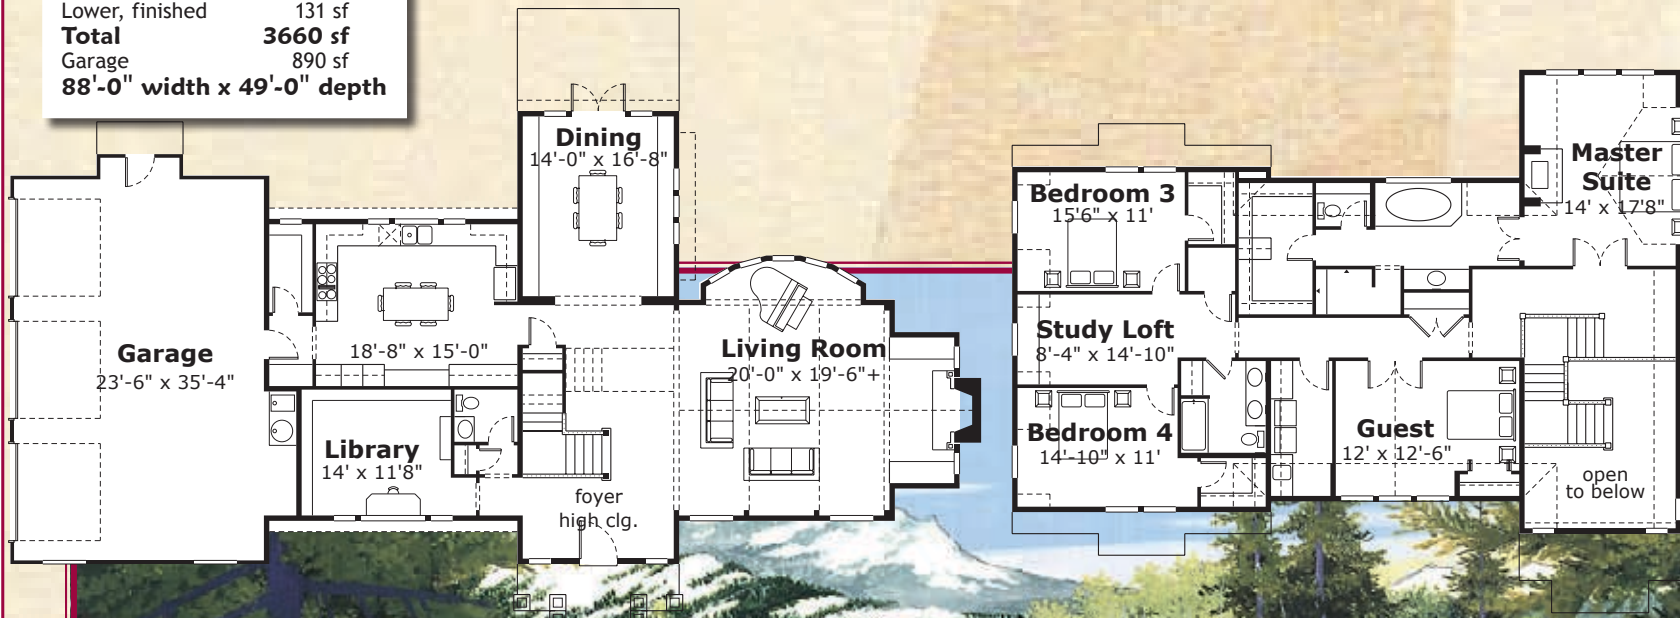 Lower, finished 131 sf
Total 3660 sf
Garage 890 sf
88'-0" width x 49'-0" depth
Dining
14'-0" x 16'-8"
Garage
23'-6" x 35'-4"
18'-8" x 15'-0"
Living Room
20'-0" x 19'-6"+
Library
14' x 11'8"
foyer
high clg.
Bedroom 3
15'6" x 11'
Study Loft
8'-4" x 14'-10"
Bedroom 4
14'-10" x 11'
Master
Suite
14' x 17'8"
Guest
12' x 12'-6"
open
to below